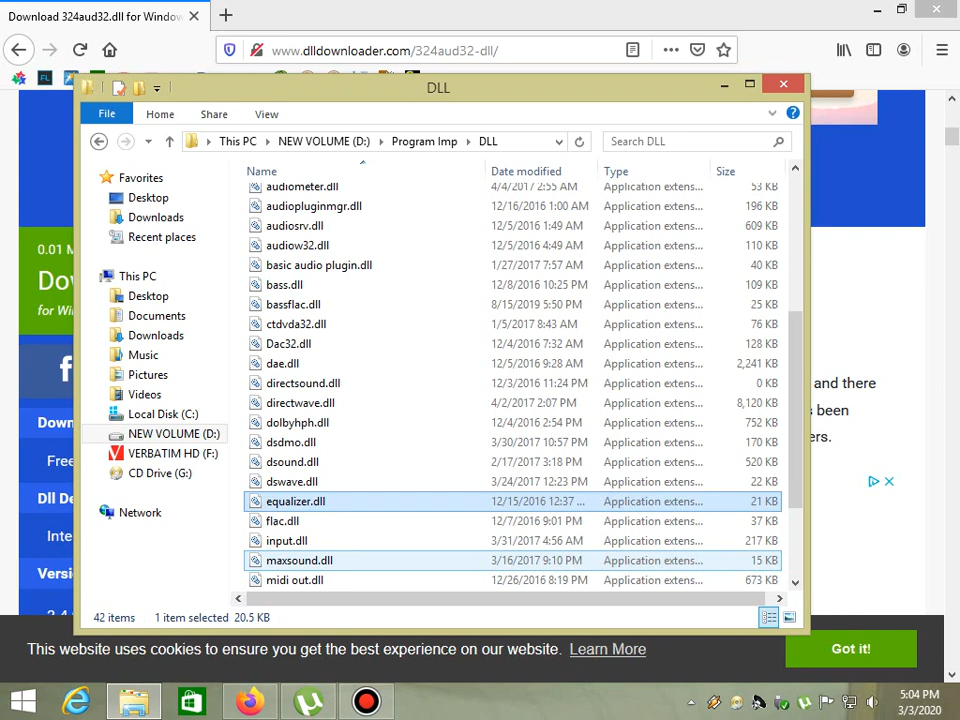 Download 324aud32.dll for Window
www.dlldownloader.com/324aud32-dll/
DLL
File
Home
Share
View
This PC
NEW VOLUME (D:)
Program Imp
DLL
Search DLL
Name
Date modified
Type
Size
audiometer.dll 4/4/2017 2:55 AM Application extens... 53 KB
audiopluginmgr.dll 12/16/2016 1:00 AM Application extens... 196 KB
audiosrv.dll 12/5/2016 1:49 AM Application extens... 609 KB
audiow32.dll 12/5/2016 4:49 AM Application extens... 110 KB
basic audio plugin.dll 1/27/2017 7:57 AM Application extens... 40 KB
bass.dll 12/8/2016 10:25 PM Application extens... 109 KB
bassflac.dll 8/15/2019 5:50 PM Application extens... 25 KB
ctdvda32.dll 1/5/2017 8:43 AM Application extens... 76 KB
Dac32.dll 12/4/2016 7:32 AM Application extens... 128 KB
dae.dll 12/5/2016 9:28 AM Application extens... 2,241 KB
directsound.dll 12/3/2016 11:24 PM Application extens... 0 KB
directwave.dll 4/2/2017 2:07 PM Application extens... 8,120 KB
dolbyhph.dll 12/4/2016 2:54 PM Application extens... 752 KB
dsdmo.dll 3/30/2017 10:57 PM Application extens... 170 KB
dsound.dll 2/17/2017 3:18 PM Application extens... 520 KB
dswave.dll 3/24/2017 12:23 PM Application extens... 22 KB
equalizer.dll 12/15/2016 12:37 ... Application extens... 21 KB
flac.dll 12/7/2016 9:01 PM Application extens... 37 KB
input.dll 3/31/2017 4:56 AM Application extens... 217 KB
maxsound.dll 3/16/2017 9:10 PM Application extens... 15 KB
midi out.dll 12/26/2016 8:19 PM Application extens... 673 KB
Favorites
Desktop
Downloads
Recent places
This PC
Desktop
Documents
Downloads
Music
Pictures
Videos
Local Disk (C:)
NEW VOLUME (D:)
VERBATIM HD (F:)
CD Drive (G:)
Network
42 items
1 item selected 20.5 KB
0.01 M
Do
for Wi
f
Down
Free
Dll De
Inte
Versi
and there
s been
ers.
This website uses cookies to ensure you get the best experience on our website. Learn More
Got it!
5:04 PM
3/3/2020